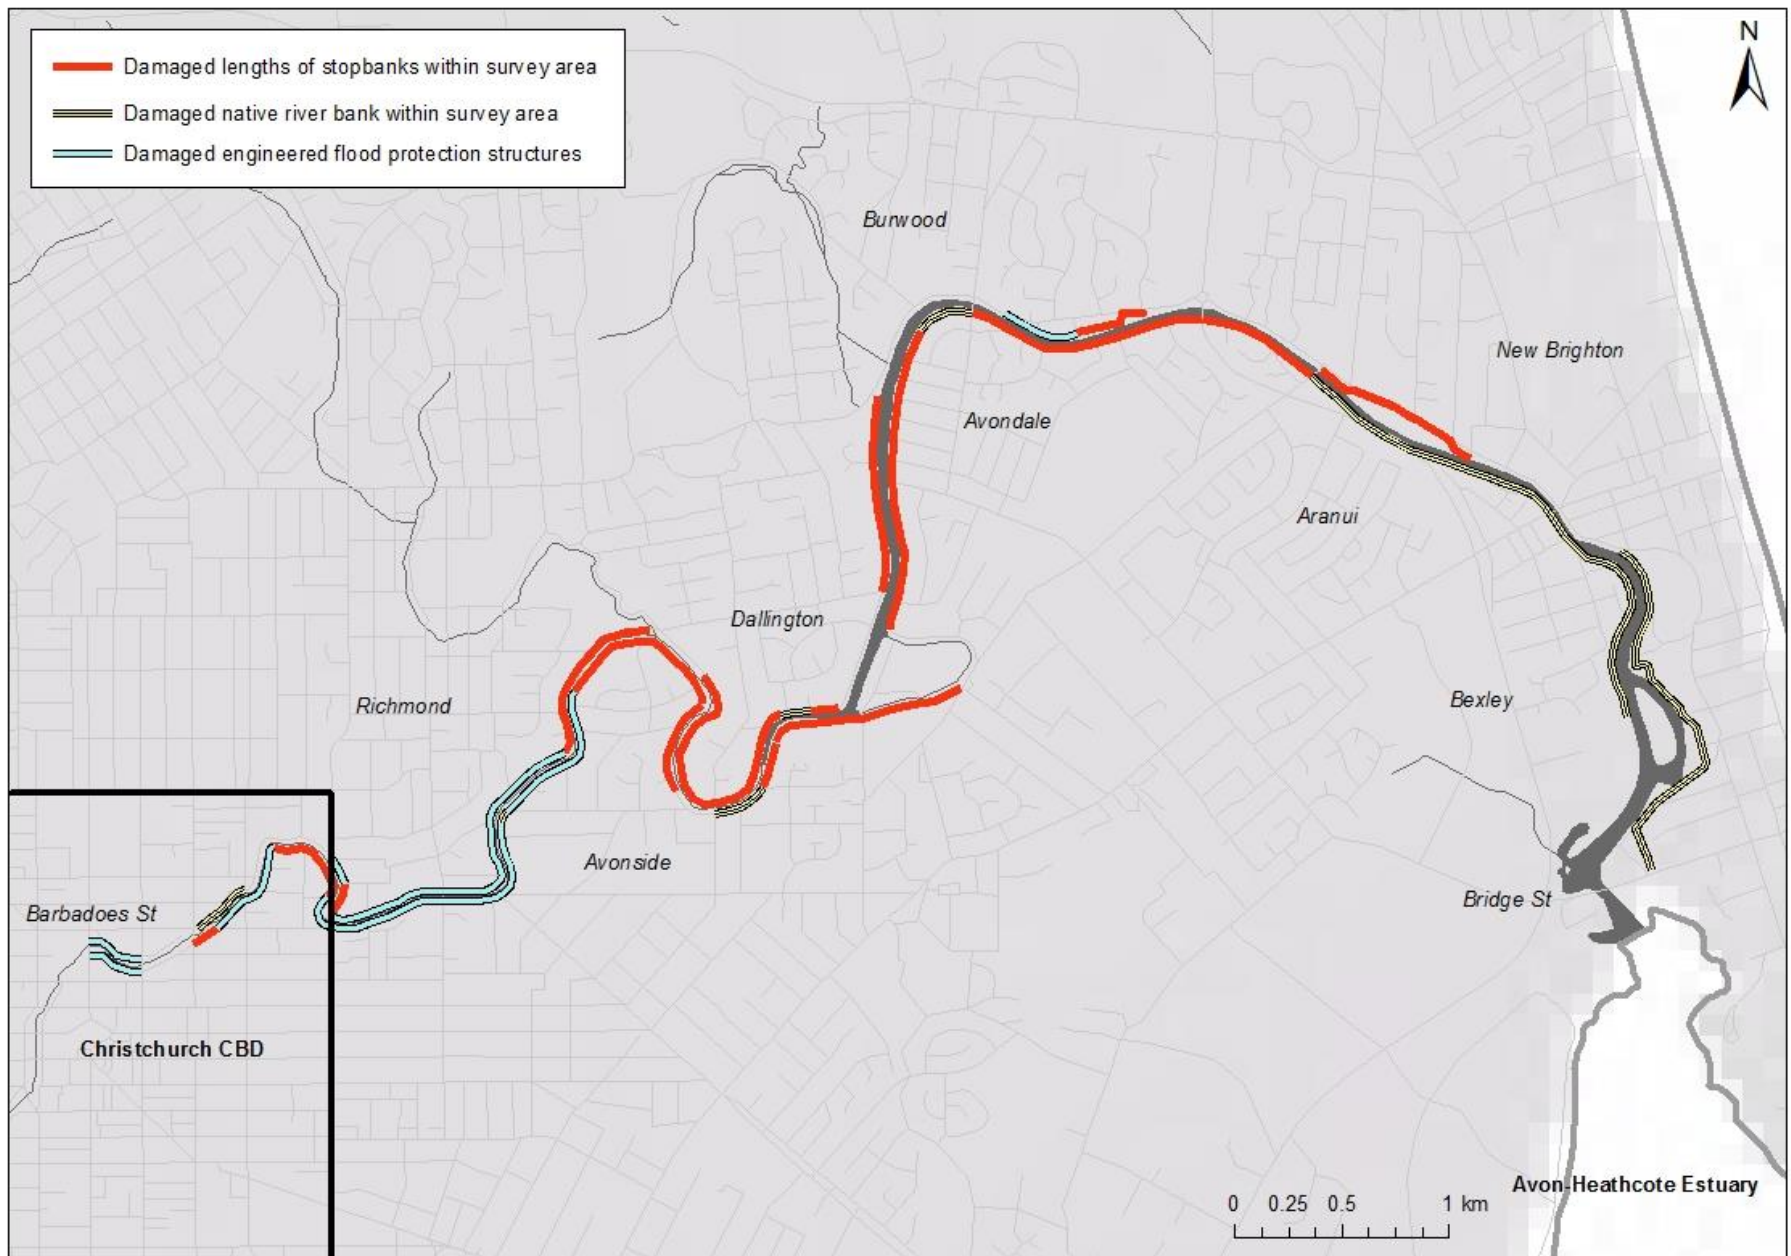 N
Damaged lengths of stopbanks within survey area
Damaged native river bank within survey area
Damaged engineered flood protection structures
Burwood
New Brighton
Avondale
Aranui
Dallington
Richmond
Bexley
Avonside
Bridge St
Barbadoes St
Christchurch CBD
Avon-Heathcote Estuary
0 0.25 0.5 1 km